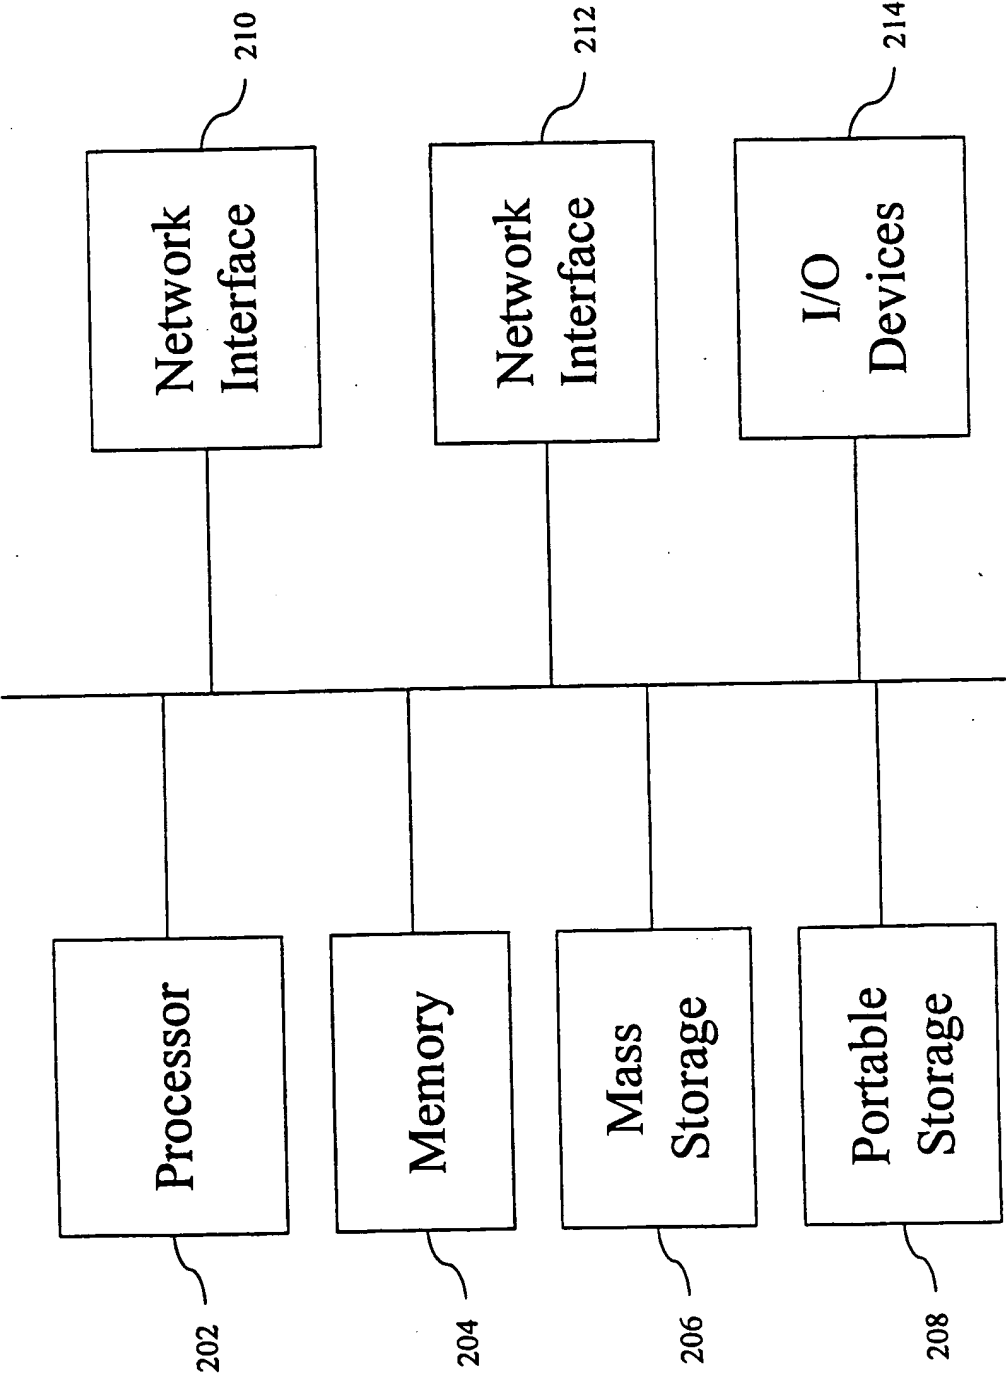 202
Processor
204
Memory
206
Mass
Storage
208
Portable
Storage
Network
Interface
210
Network
Interface
212
I/O
Devices
214